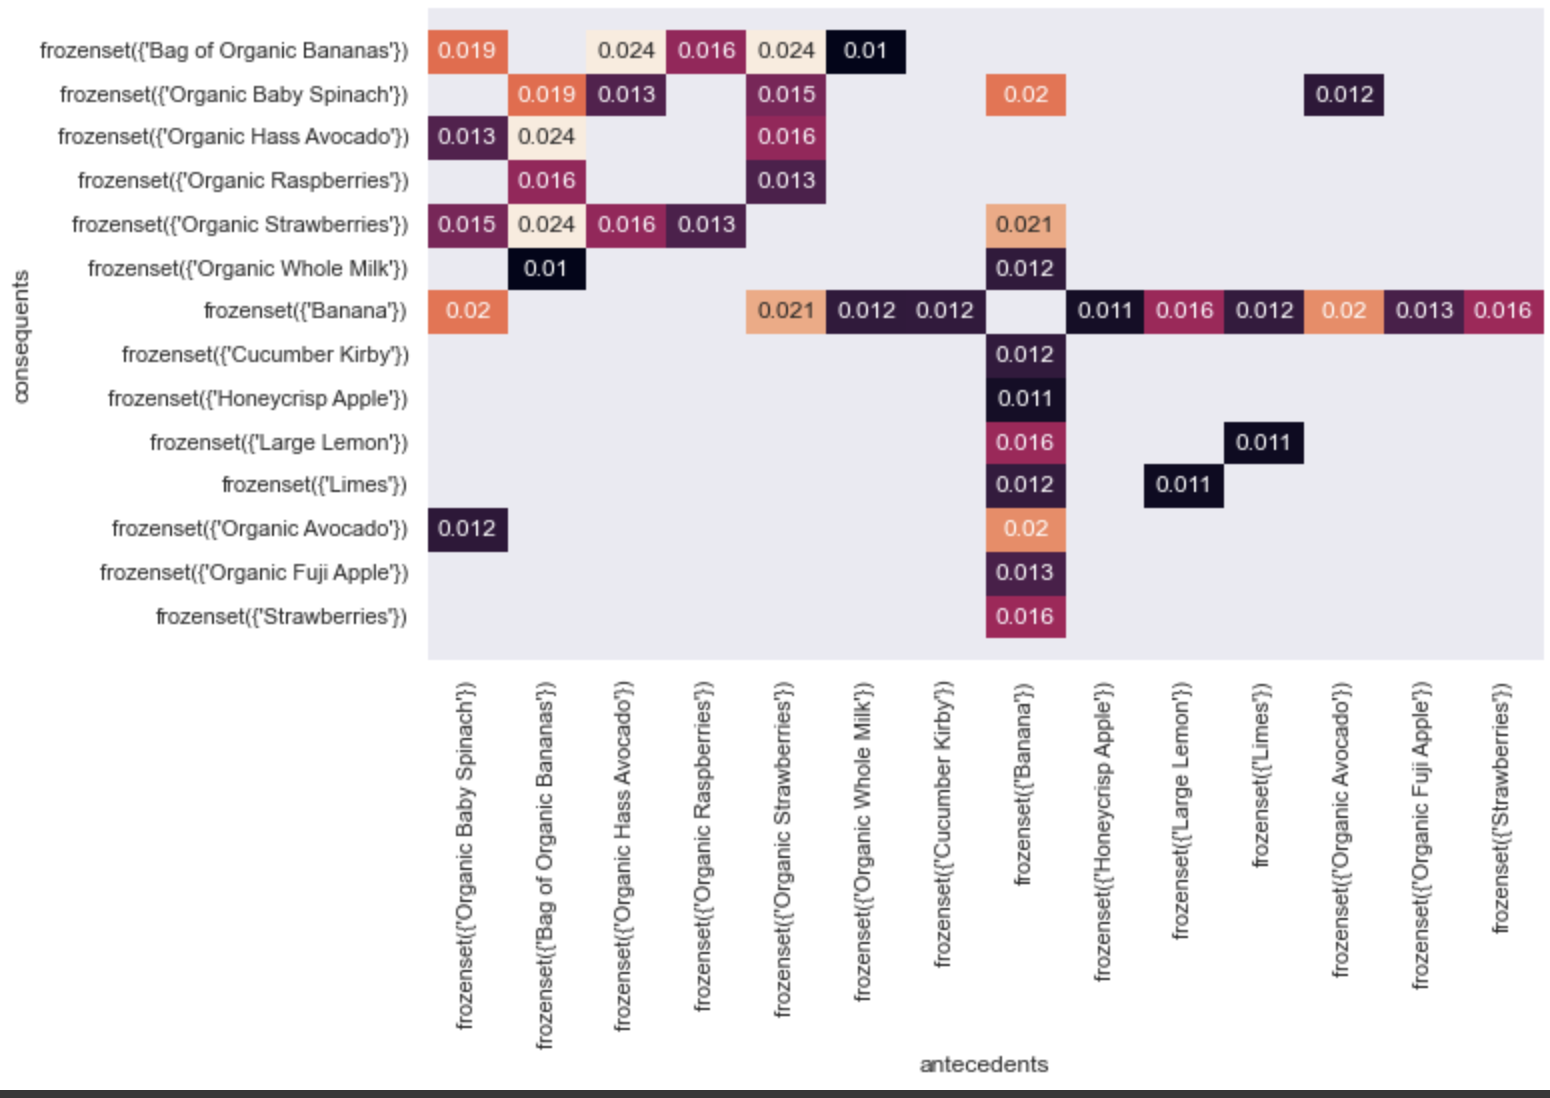 frozenset({'Bag of Organic Bananas'}) 0.019 0.024 0.016 0.024 0.01
frozenset({'Organic Baby Spinach'}) 0.019 0.013 0.015 0.02 0.012
frozenset({'Organic Hass Avocado'}) 0.013 0.024 0.016
frozenset({'Organic Raspberries'}) 0.016 0.013
frozenset({'Organic Strawberries'}) 0.015 0.024 0.016 0.013 0.021
frozenset({'Organic Whole Milk'}) 0.01 0.012
frozenset({'Banana'}) 0.02 0.021 0.012 0.012 0.011 0.016 0.012 0.02 0.013 0.016
frozenset({'Cucumber Kirby'}) 0.012
frozenset({'Honeycrisp Apple'}) 0.011
frozenset({'Large Lemon'}) 0.016 0.011
frozenset({'Limes'}) 0.012 0.011
frozenset({'Organic Avocado'}) 0.012 0.02
frozenset({'Organic Fuji Apple'}) 0.013
frozenset({'Strawberries'}) 0.016
consequents
frozenset({'Organic Baby Spinach'})
frozenset({'Bag of Organic Bananas'})
frozenset({'Organic Hass Avocado'})
frozenset({'Organic Raspberries'})
frozenset({'Organic Strawberries'})
frozenset({'Organic Whole Milk'})
frozenset({'Cucumber Kirby'})
frozenset({'Banana'})
frozenset({'Honeycrisp Apple'})
frozenset({'Large Lemon'})
frozenset({'Limes'})
frozenset({'Organic Avocado'})
frozenset({'Organic Fuji Apple'})
frozenset({'Strawberries'})
antecedents